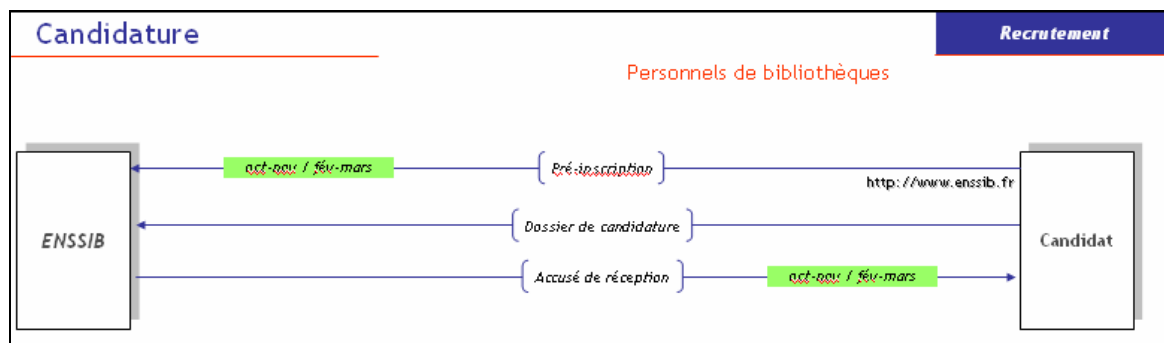 Candidature
Recrutement
Personnels de bibliothèques
oct-nov / fév-mars
Pré-inscription
http://www.enssib.fr
Dossier de candidature
ENSSIB
Candidat
Accusé de réception
oct-nov / fév-mars